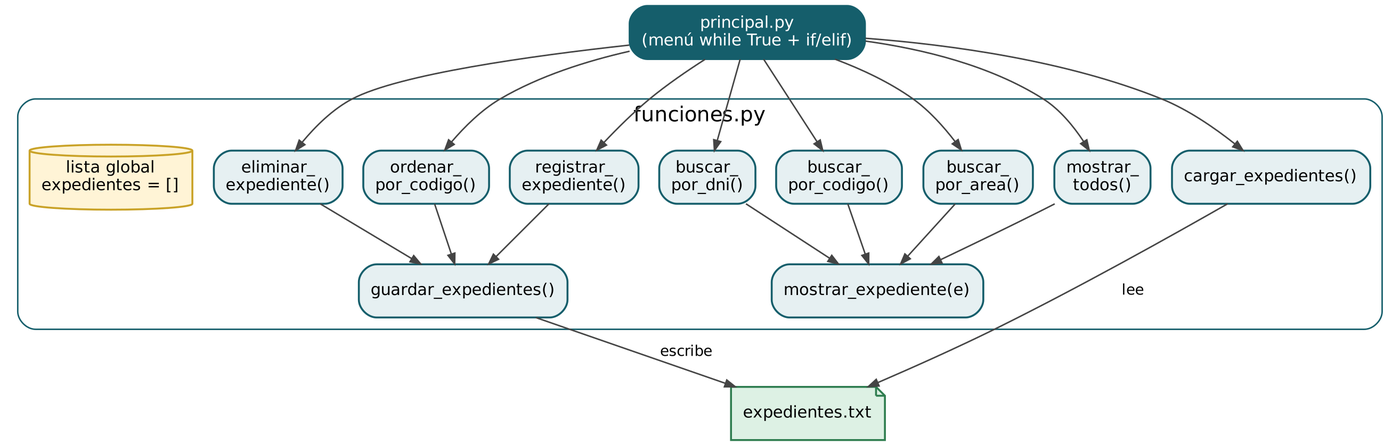 principal.py
(menú while True + if/elif)
funciones.py
lista global
expedientes = []
eliminar_
expediente()
ordenar_
por_codigo()
registrar_
expediente()
buscar_
por_dni()
buscar_
por_codigo()
buscar_
por_area()
mostrar_
todos()
cargar_expedientes()
guardar_expedientes()
mostrar_expediente(e)
lee
escribe
expedientes.txt